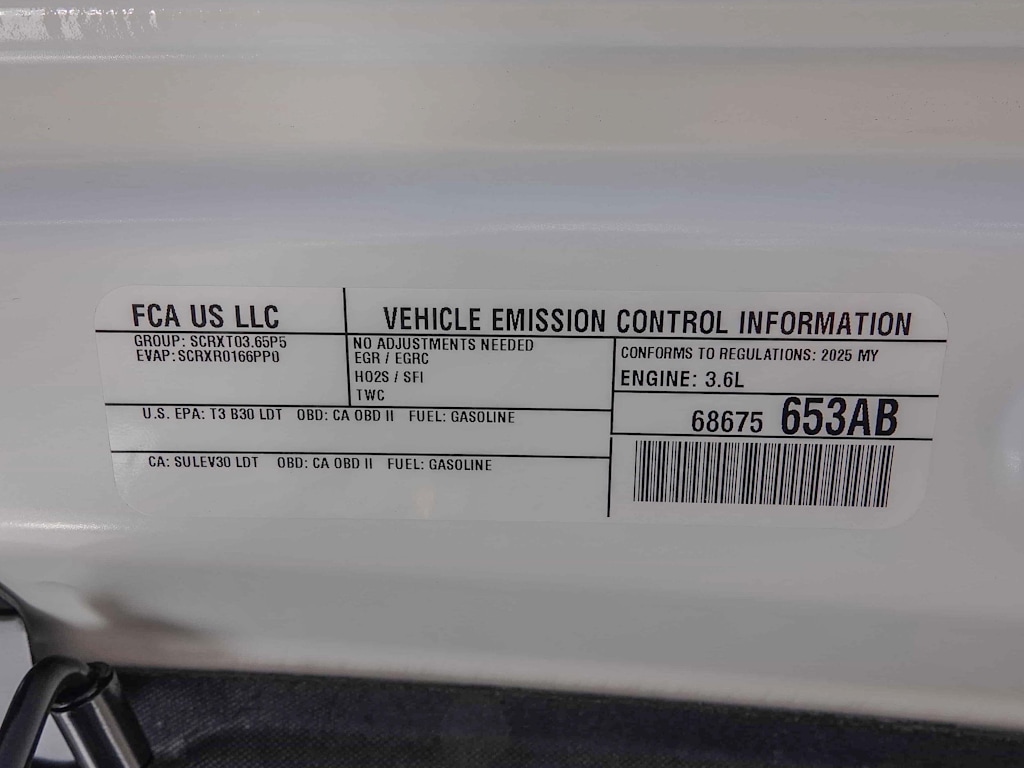 FCA US LLC
VEHICLE EMISSION CONTROL INFORMATION
GROUP: SCRXT03.65P5
EVAP:SCRXR0166PP0
NO ADJUSTMENTS NEEDED
EGR / EGRC
HO2S / SFI
TWC
CONFORMS TO REGULATIONS: 2025 MY
ENGINE: 3.6L
U.S. EPA: T3 B30 LDT OBD: CA OBD II FUEL: GASOLINE
68675 653AB
CA: SULEV30 LDT OBD: CA OBD II FUEL: GASOLINE